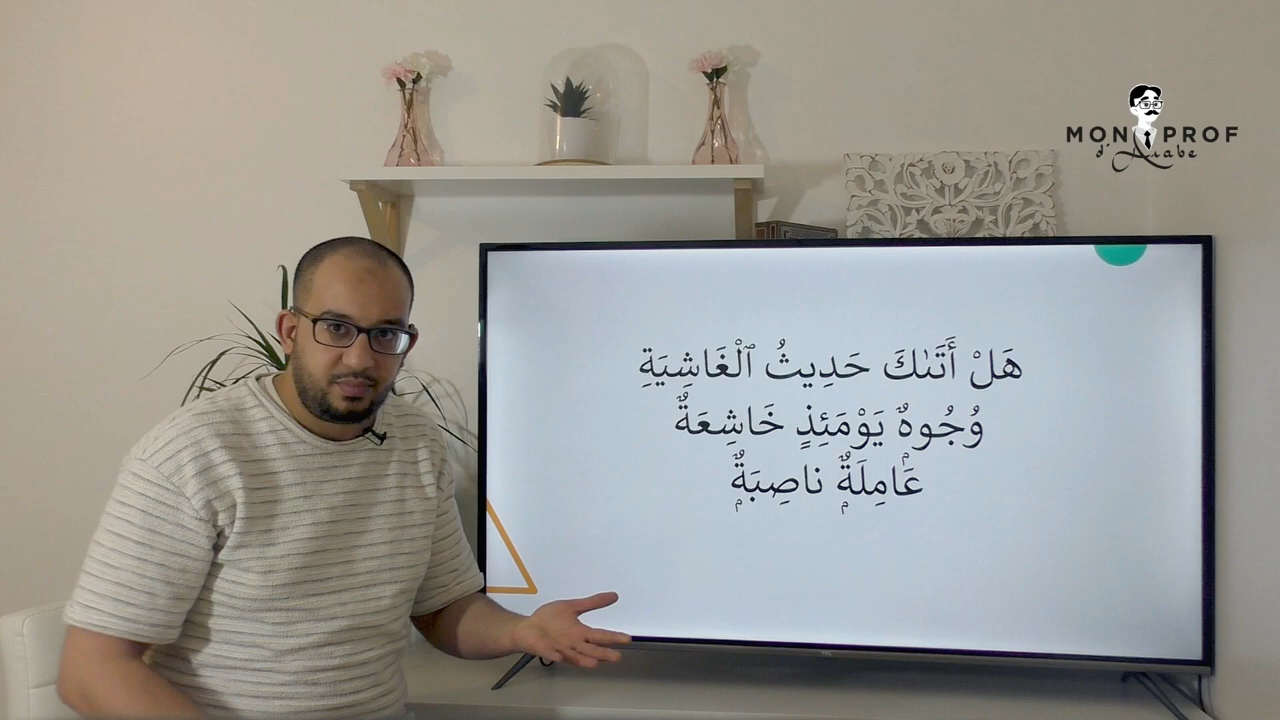 MON PROF
d'Arabe
هَلْ أَتَىٰكَ حَدِيثُ ٱلْغَاشِيَةِ
وُجُوهٌ يَوْمَئِذٍ خَاشِعَةٌ
عَامِلَةٌ ناصِبَةٌ